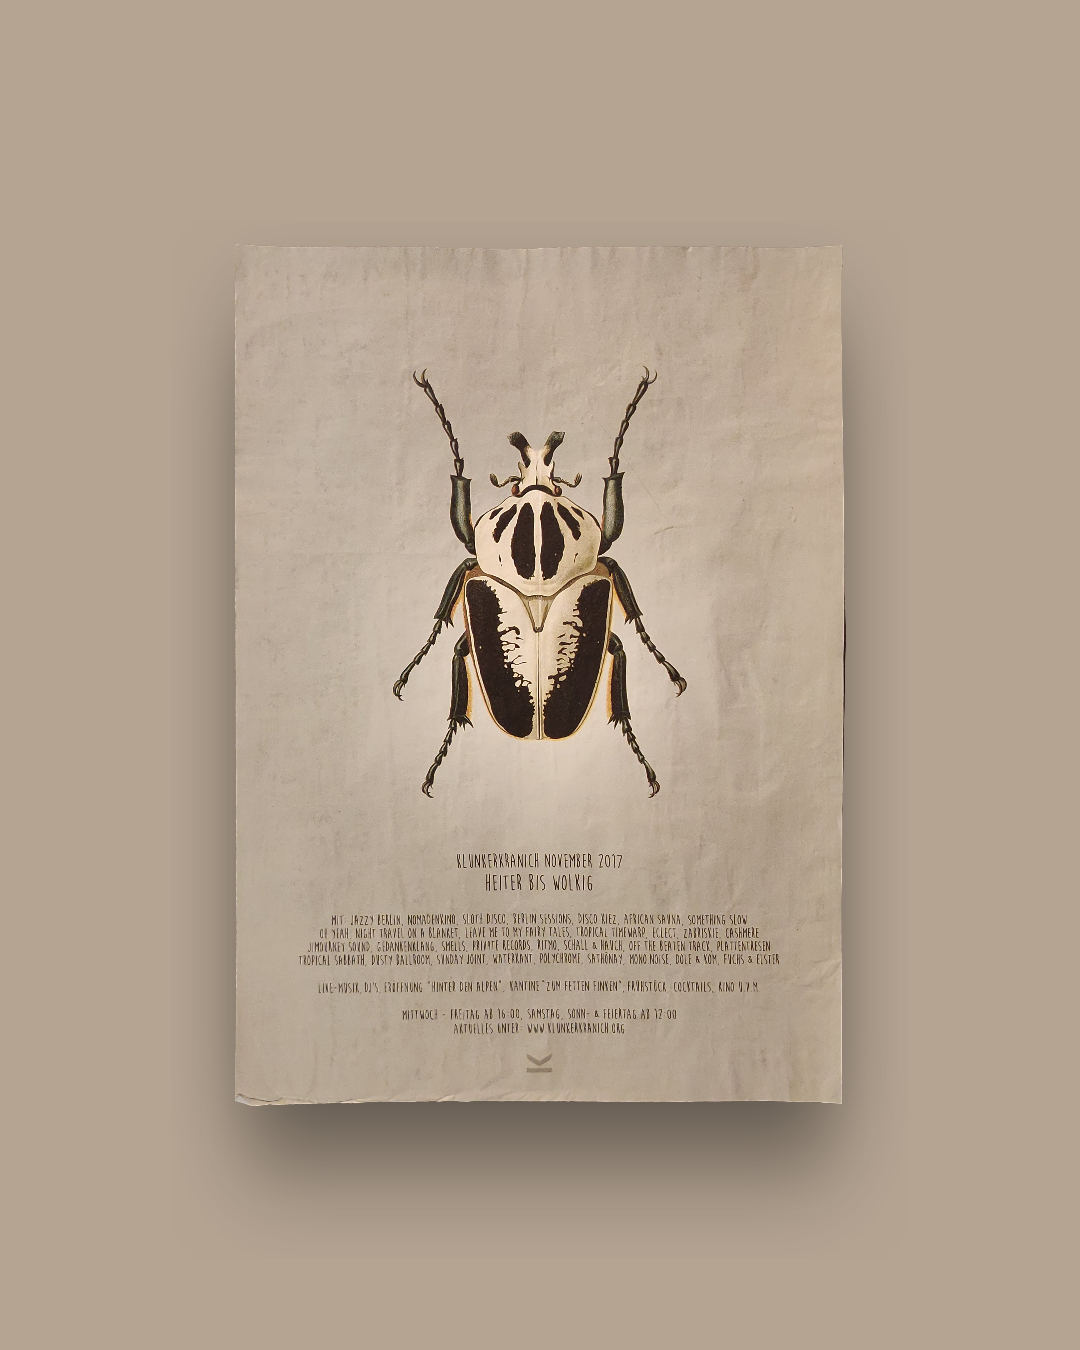 KLUNKERKRANICH NOVEMBER 2017
HEITER BIS WOLKIG
MIT: JAZZY BERLIN, NOMADENKINO, SLOTH DISCO, BERLIN SESSIONS, DISCO KIEZ, AFRICAN SAUNA, SOMETHING SLOW
OH YEAH, NIGHT TRAVEL ON A BLANKET, LEAVE ME TO MY FAIRY TALES, TROPICAL TIMEWARP, ECLECT, ZABRISKIE, CASHMERE
JIMOURNEY SOUND, GEDANKENKLANG, SMELLS, PRIVATE RECORDS, RITMO, SCHALL & HAUCH, OFF THE BEATEN TRACK, PLATTENTRESEN
TROPICAL SABBATH, DUSTY BALLROOM, SUNDAY JOINT, WATERKANT, POLYCHROME, SATHÖNAY, MONO NOISE, DOLE & KOM, FUCHS & ELSTER
LIVE-MUSIK, DJ'S, ERÖFFNUNG "HINTER DEN ALPEN", KANTINE "ZUM FETTEN FINKEN", FRÜHSTÜCK-COCKTAILS, KINO U.V.M.
MITTWOCH - FREITAG AB 16:00, SAMSTAG, SONN- & FEIERTAG AB 12:00
AKTUELLES UNTER: WWW.KLUNKERKRANICH.ORG
K